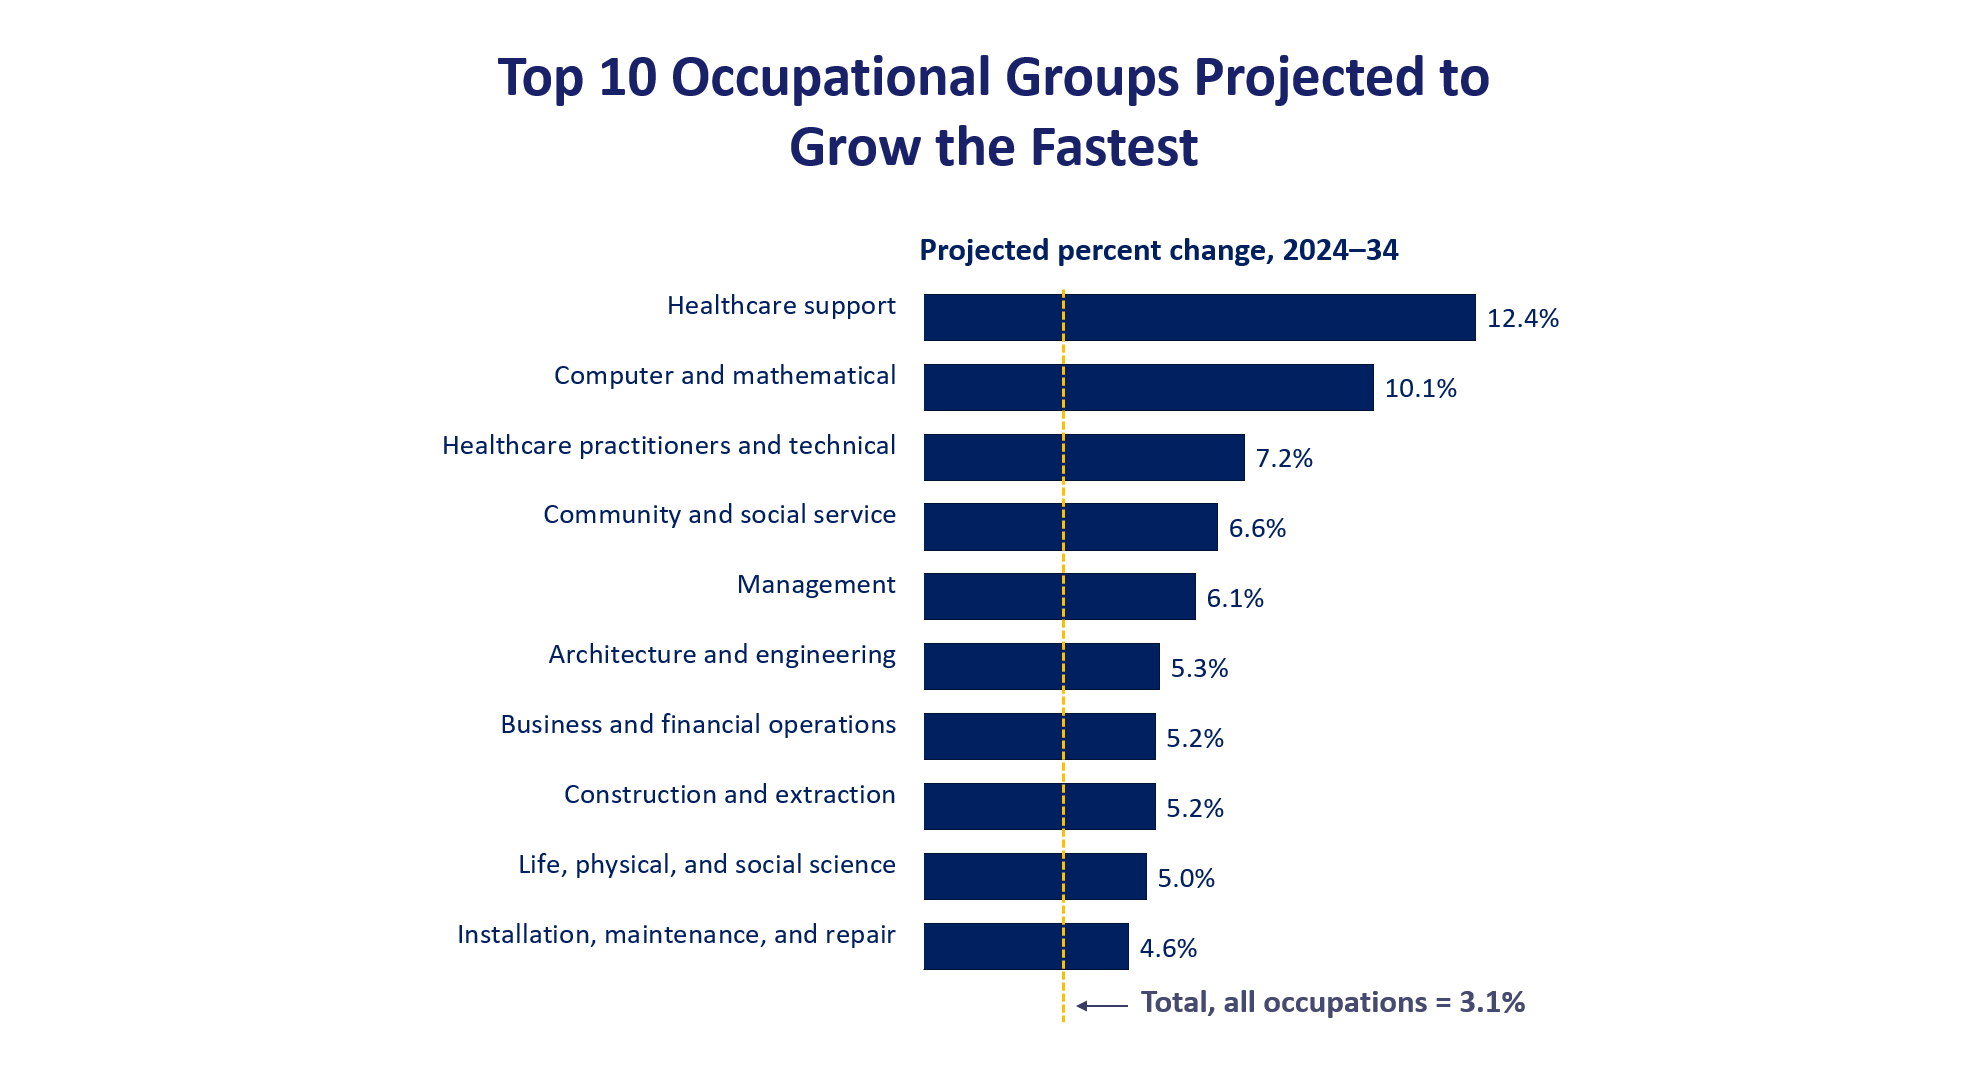 Top 10 Occupational Groups Projected to
Grow the Fastest
Projected percent change, 2024–34
Healthcare support 12.4%
Computer and mathematical 10.1%
Healthcare practitioners and technical 7.2%
Community and social service 6.6%
Management 6.1%
Architecture and engineering 5.3%
Business and financial operations 5.2%
Construction and extraction 5.2%
Life, physical, and social science 5.0%
Installation, maintenance, and repair 4.6%
Total, all occupations = 3.1%